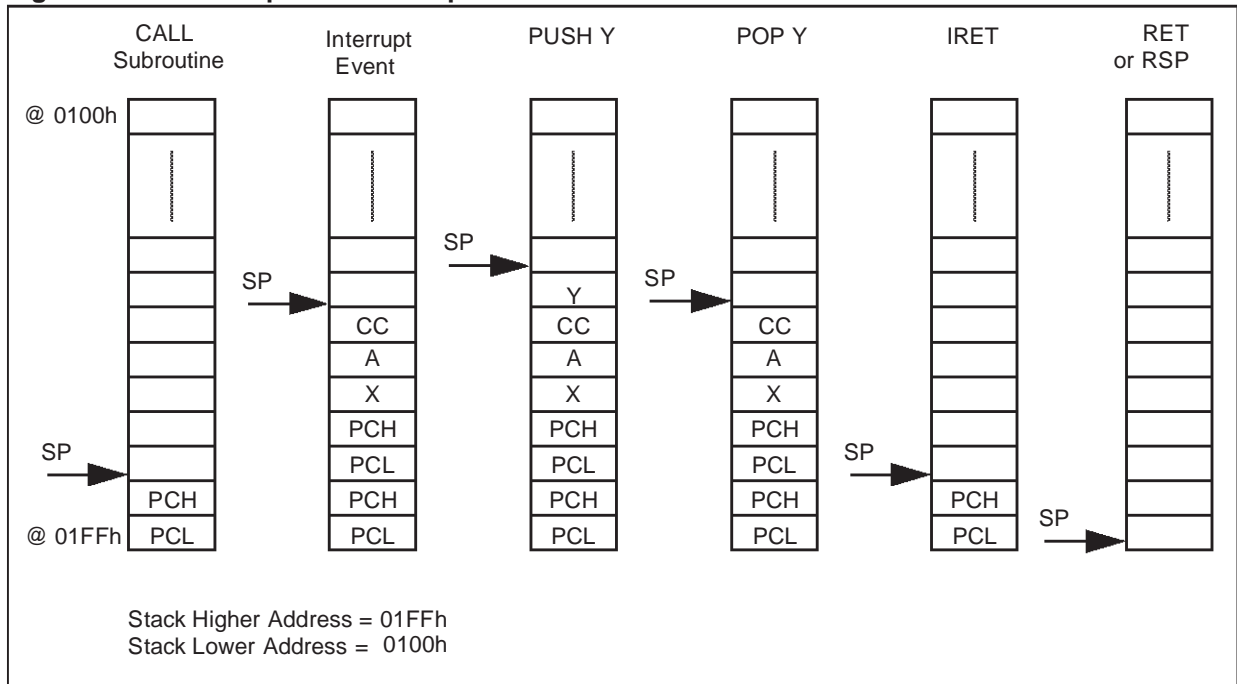 CALL Subroutine
Interrupt Event
PUSH Y
POP Y
IRET
RET or RSP
@ 0100h
SP
SP
SP
Y
CC CC CC
A A A
X X X
PCH PCH PCH
SP PCL PCL PCL SP
PCH PCH PCH PCH PCH
@ 01FFh PCL PCL PCL PCL PCL SP
Stack Higher Address = 01FFh
Stack Lower Address = 0100h